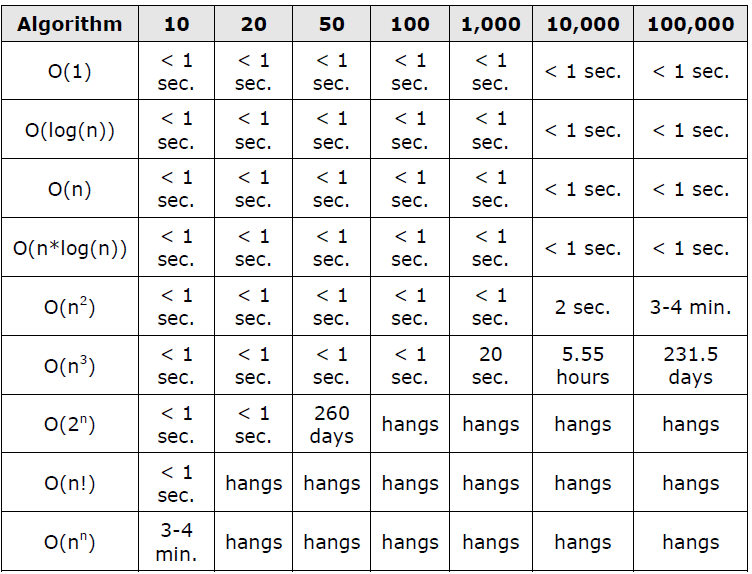 Algorithm 10 20 50 100 1,000 10,000 100,000
O(1) < 1 sec. < 1 sec. < 1 sec. < 1 sec. < 1 sec. < 1 sec. < 1 sec.
O(log(n)) < 1 sec. < 1 sec. < 1 sec. < 1 sec. < 1 sec. < 1 sec. < 1 sec.
O(n) < 1 sec. < 1 sec. < 1 sec. < 1 sec. < 1 sec. < 1 sec. < 1 sec.
O(n*log(n)) < 1 sec. < 1 sec. < 1 sec. < 1 sec. < 1 sec. < 1 sec. < 1 sec.
O(n²) < 1 sec. < 1 sec. < 1 sec. < 1 sec. < 1 sec. 2 sec. 3-4 min.
O(n³) < 1 sec. < 1 sec. < 1 sec. < 1 sec. 20 sec. 5.55 hours 231.5 days
O(2ⁿ) < 1 sec. < 1 sec. 260 days hangs hangs hangs hangs
O(n!) < 1 sec. hangs hangs hangs hangs hangs hangs
O(nⁿ) 3-4 min. hangs hangs hangs hangs hangs hangs